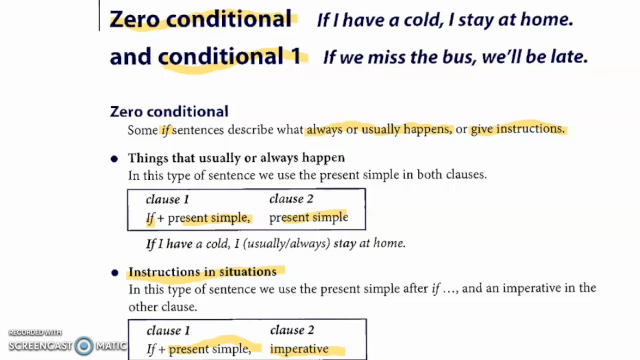 Zero conditional If I have a cold, I stay at home.
and conditional 1 If we miss the bus, we'll be late.
Zero conditional
Some if sentences describe what always or usually happens, or give instructions.
● Things that usually or always happen
In this type of sentence we use the present simple in both clauses.
clause 1 clause 2
If + present simple, present simple
If I have a cold, I (usually/always) stay at home.
● Instructions in situations
In this type of sentence we use the present simple after if ..., and an imperative in the
other clause.
clause 1 clause 2
If + present simple, imperative
RECORDED WITH
SCREENCAST MATIC